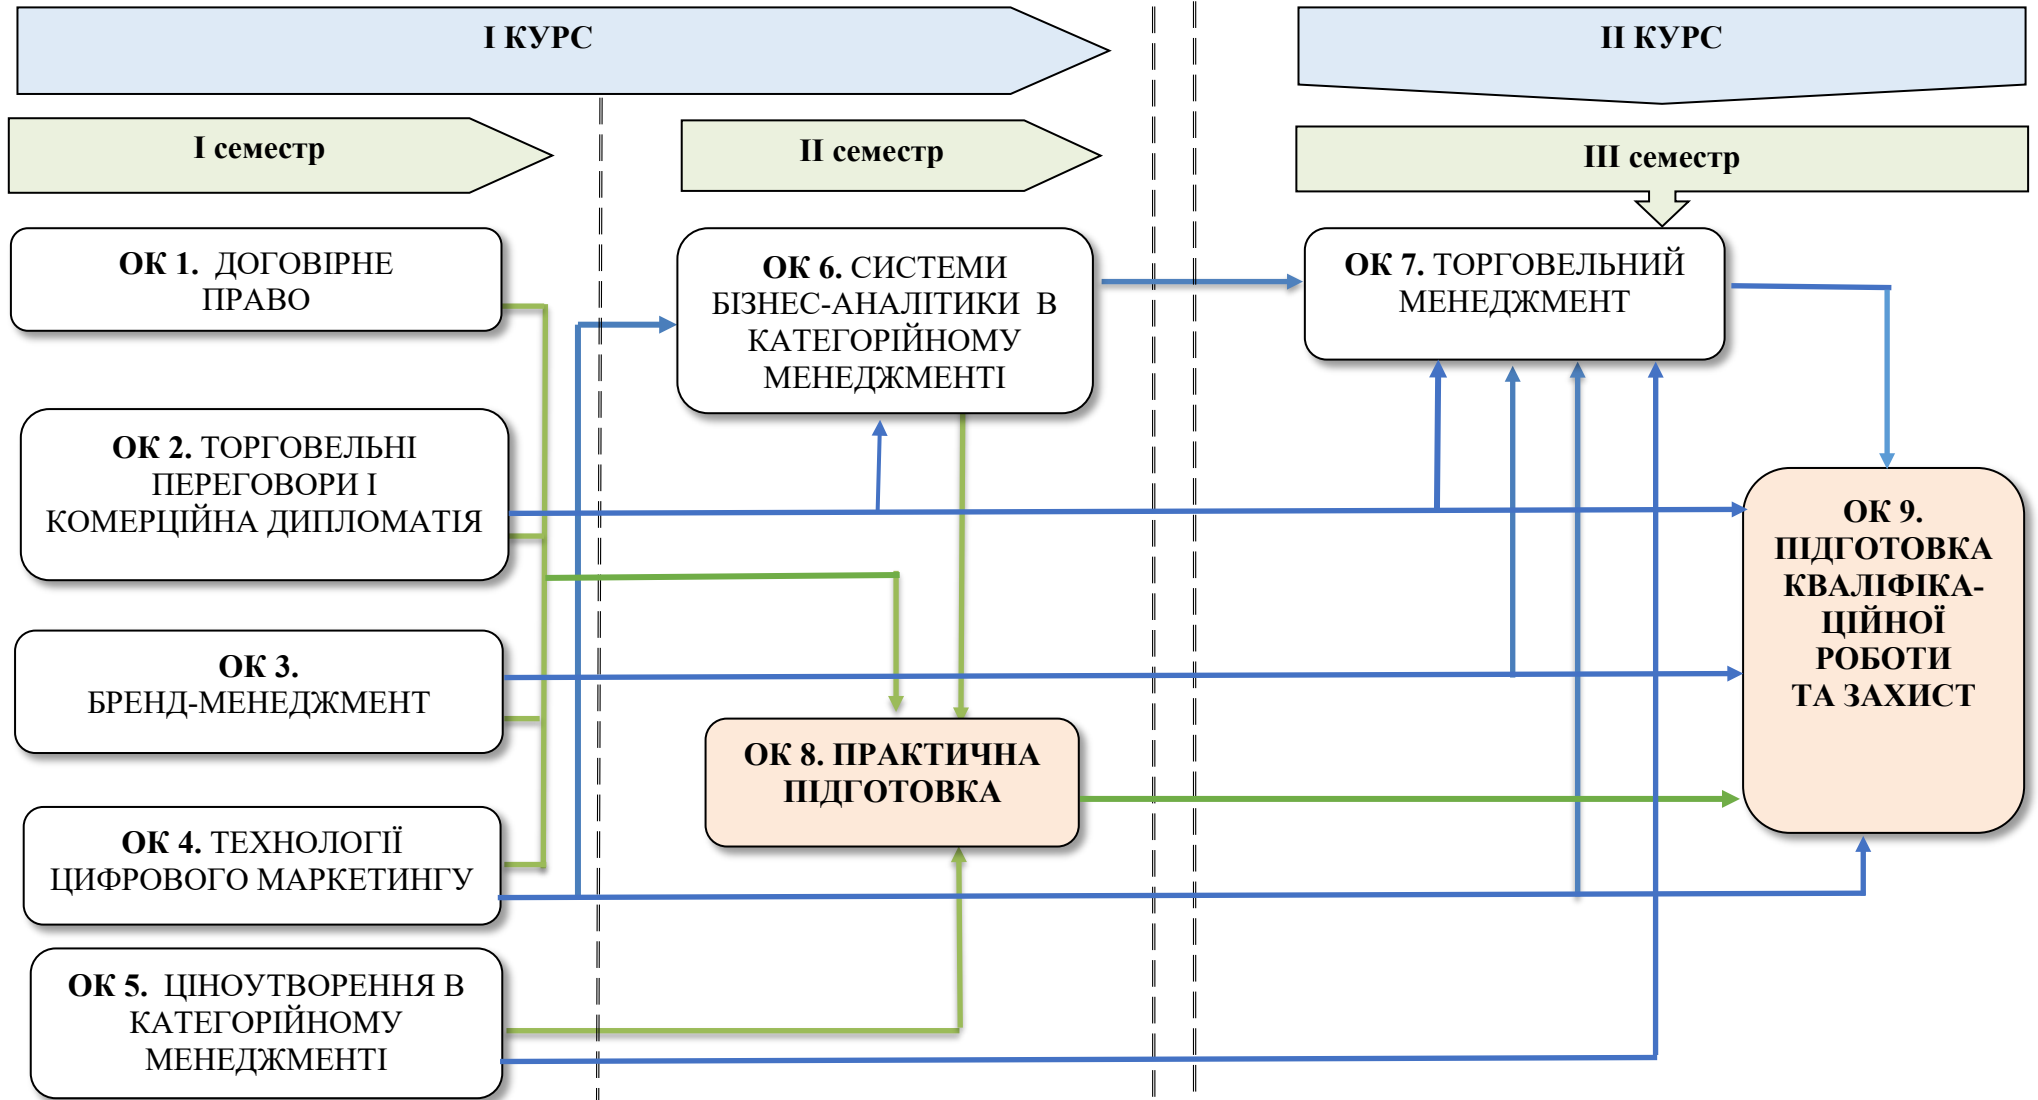 І КУРС
ІІ КУРС
І семестр
ІІ семестр
ІІІ семестр
ОК 1. ДОГОВІРНЕ
ПРАВО
ОК 2. ТОРГОВЕЛЬНІ
ПЕРЕГОВОРИ І
КОМЕРЦІЙНА ДИПЛОМАТІЯ
ОК 3.
БРЕНД-МЕНЕДЖМЕНТ
ОК 4. ТЕХНОЛОГІЇ
ЦИФРОВОГО МАРКЕТИНГУ
ОК 5. ЦІНОУТВОРЕННЯ В
КАТЕГОРІЙНОМУ
МЕНЕДЖМЕНТІ
ОК 6. СИСТЕМИ
БІЗНЕС-АНАЛІТИКИ В
КАТЕГОРІЙНОМУ
МЕНЕДЖМЕНТІ
ОК 8. ПРАКТИЧНА
ПІДГОТОВКА
ОК 7. ТОРГОВЕЛЬНИЙ
МЕНЕДЖМЕНТ
ОК 9.
ПІДГОТОВКА
КВАЛІФІКА-
ЦІЙНОЇ
РОБОТИ
ТА ЗАХИСТ